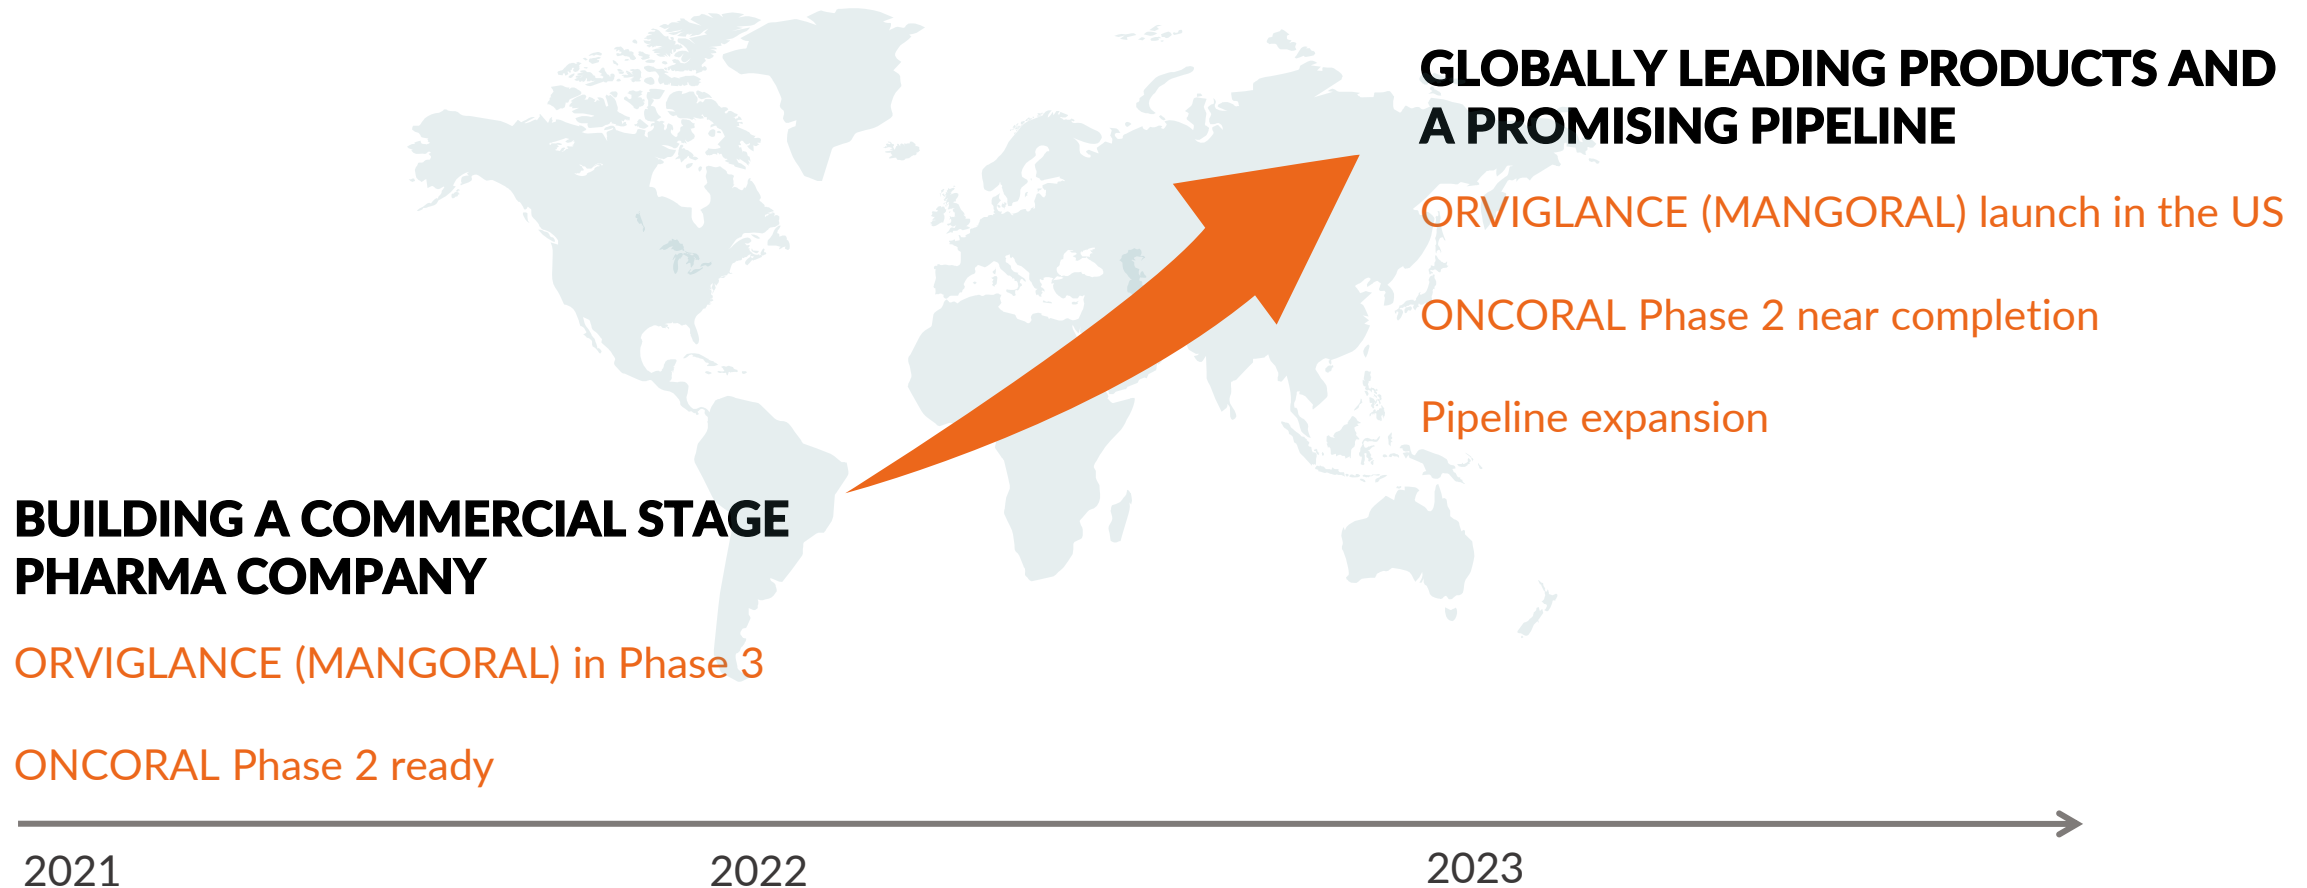 GLOBALLY LEADING PRODUCTS AND
A PROMISING PIPELINE
ORVIGLANCE (MANGORAL) launch in the US
ONCORAL Phase 2 near completion
Pipeline expansion
BUILDING A COMMERCIAL STAGE
PHARMA COMPANY
ORVIGLANCE (MANGORAL) in Phase 3
ONCORAL Phase 2 ready
2021
2022
2023